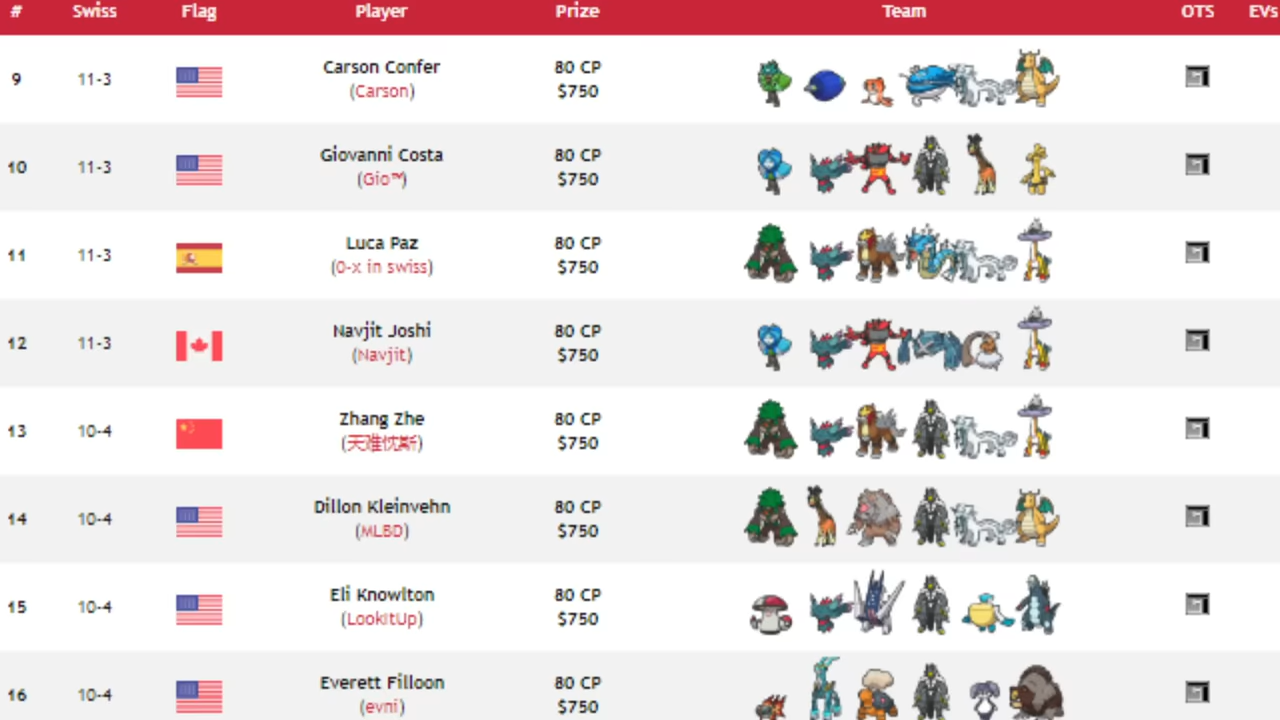 # Swiss Flag Player Prize Team OTS EVs
9 11-3 Carson Confer 80 CP
(Carson) $750
10 11-3 Giovanni Costa 80 CP
(Gio™) $750
11 11-3 Luca Paz 80 CP
(0-x in swiss) $750
12 11-3 Navjit Joshi 80 CP
(Navjit) $750
13 10-4 Zhang Zhe 80 CP
(天难忱斯) $750
14 10-4 Dillon Kleinvehn 80 CP
(MLBD) $750
15 10-4 Eli Knowlton 80 CP
(LookItUp) $750
16 10-4 Everett Filloon 80 CP
(evni) $750